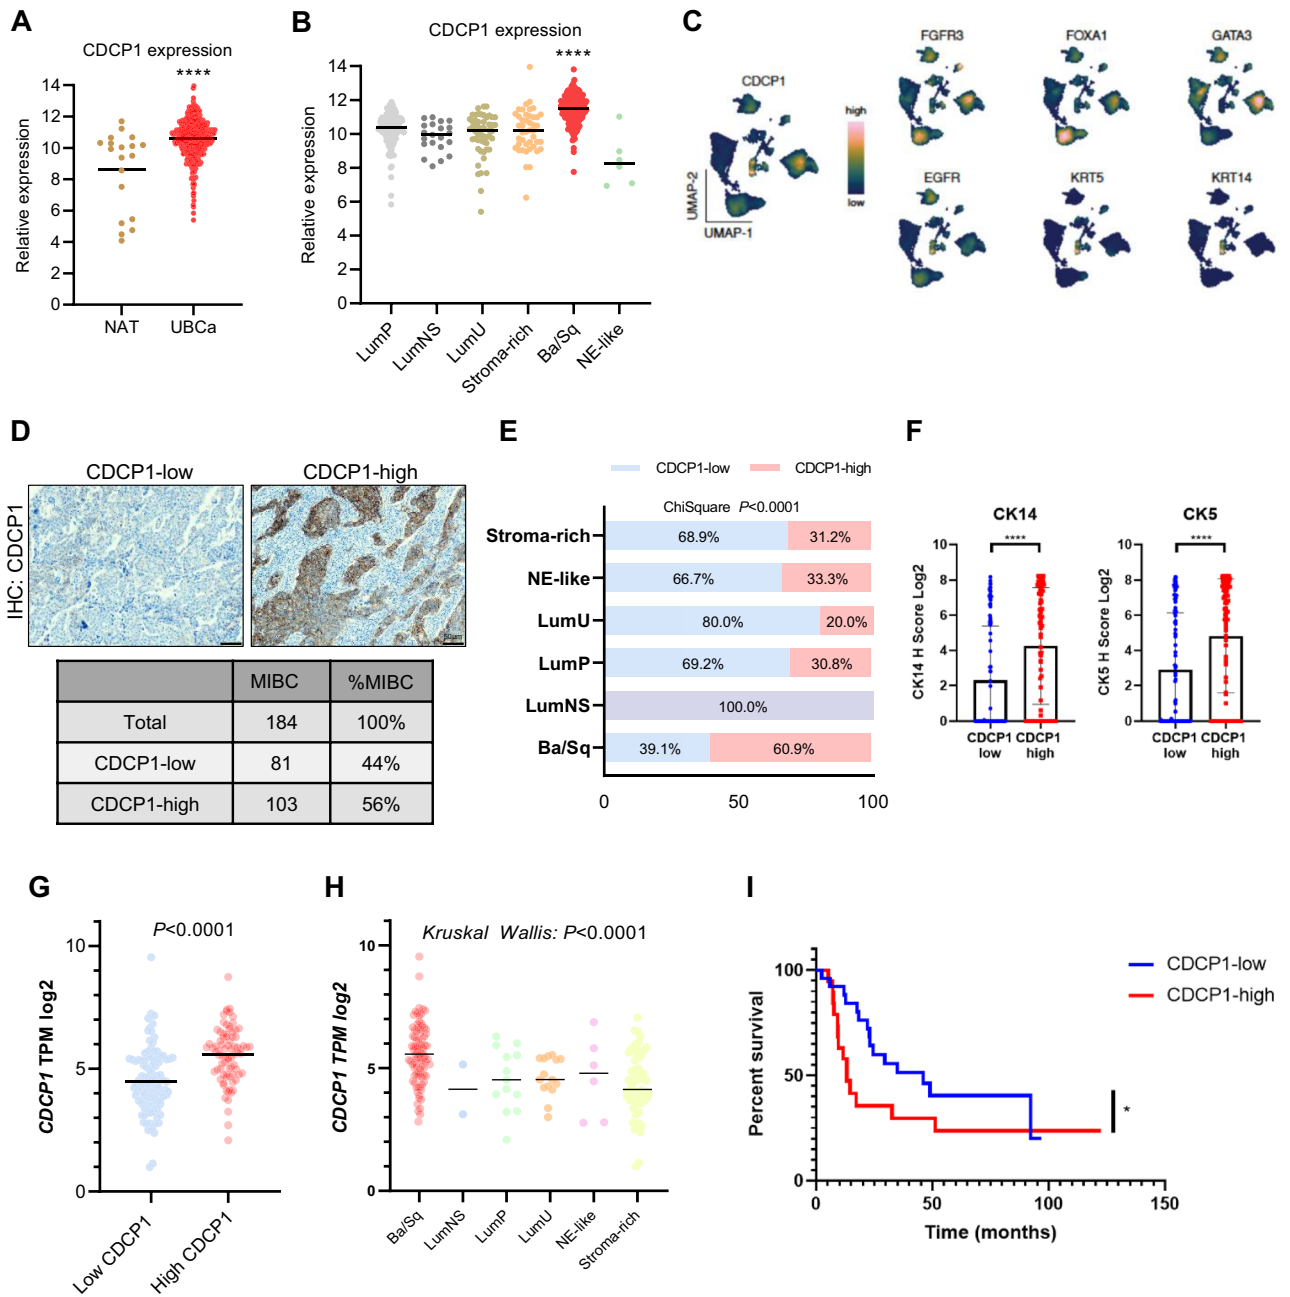 A
CDCP1 expression
****
Relative expression
14
12
10
8
6
4
2
0
NAT
UBCa
B
CDCP1 expression
****
Relative expression
14
12
10
8
6
4
2
0
LumP
LumNS
LumU
Stroma-rich
Ba/Sq
NE-like
C
CDCP1
UMAP-2
UMAP-1
high
low
FGFR3
FOXA1
GATA3
EGFR
KRT5
KRT14
D
CDCP1-low
CDCP1-high
IHC: CDCP1
50µm
MIBC %MIBC
Total 184 100%
CDCP1-low 81 44%
CDCP1-high 103 56%
E
CDCP1-low CDCP1-high
ChiSquare P<0.0001
Stroma-rich 68.9% 31.2%
NE-like 66.7% 33.3%
LumU 80.0% 20.0%
LumP 69.2% 30.8%
LumNS 100.0%
Ba/Sq 39.1% 60.9%
0 50 100
F
CK14
****
CK14 H Score Log2
10
8
6
4
2
0
CDCP1 CDCP1
low high
CK5
****
CK5 H Score Log2
10
8
6
4
2
0
CDCP1 CDCP1
low high
G
P<0.0001
CDCP1 TPM log2
10
5
0
Low CDCP1
High CDCP1
H
Kruskal Wallis: P<0.0001
CDCP1 TPM log2
10
5
0
Ba/Sq
LumNS
LumP
LumU
NE-like
Stroma-rich
I
CDCP1-low
CDCP1-high
Percent survival
100
50
0
*
0 50 100 150
Time (months)